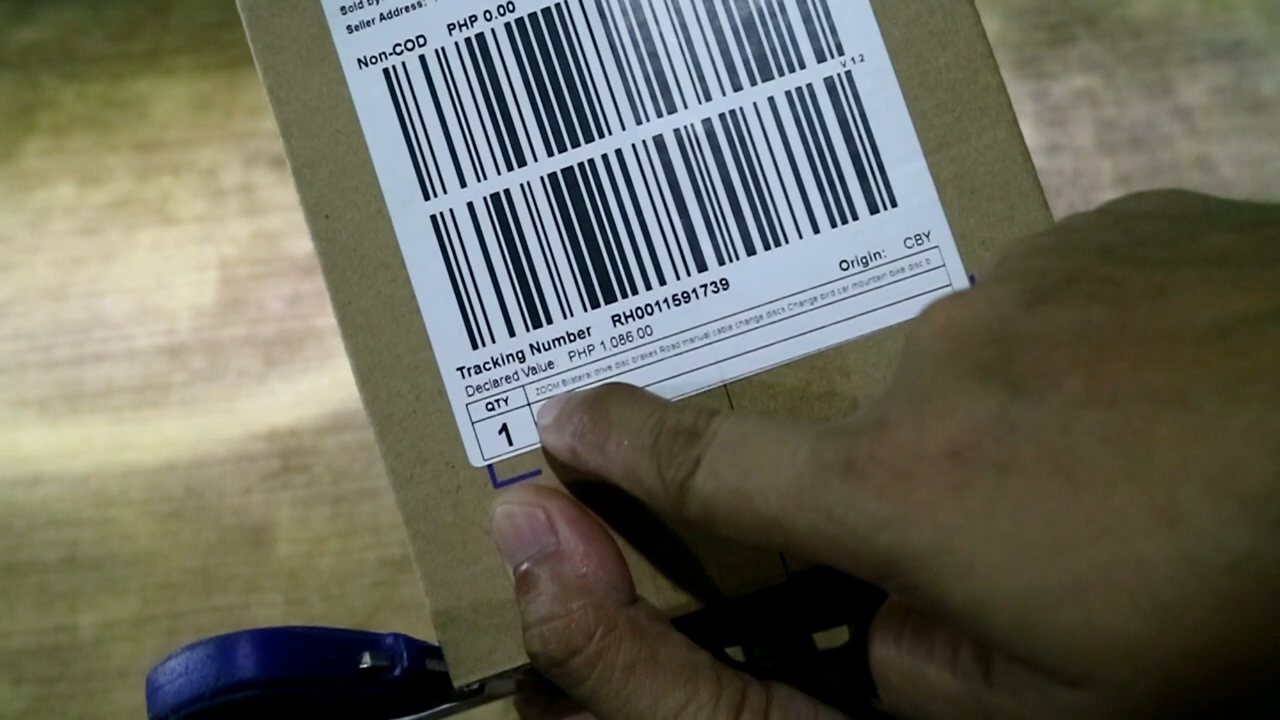 Sold by:
Seller Address:
Non-COD PHP 0.00
V 1.2
Tracking Number RH0011591739
Origin: CBY
Declared Value: PHP 1,086.00
QTY ZOOM Bilateral drive disc brakes Road manual cable change discs Change bird car mountain bike disc b
1